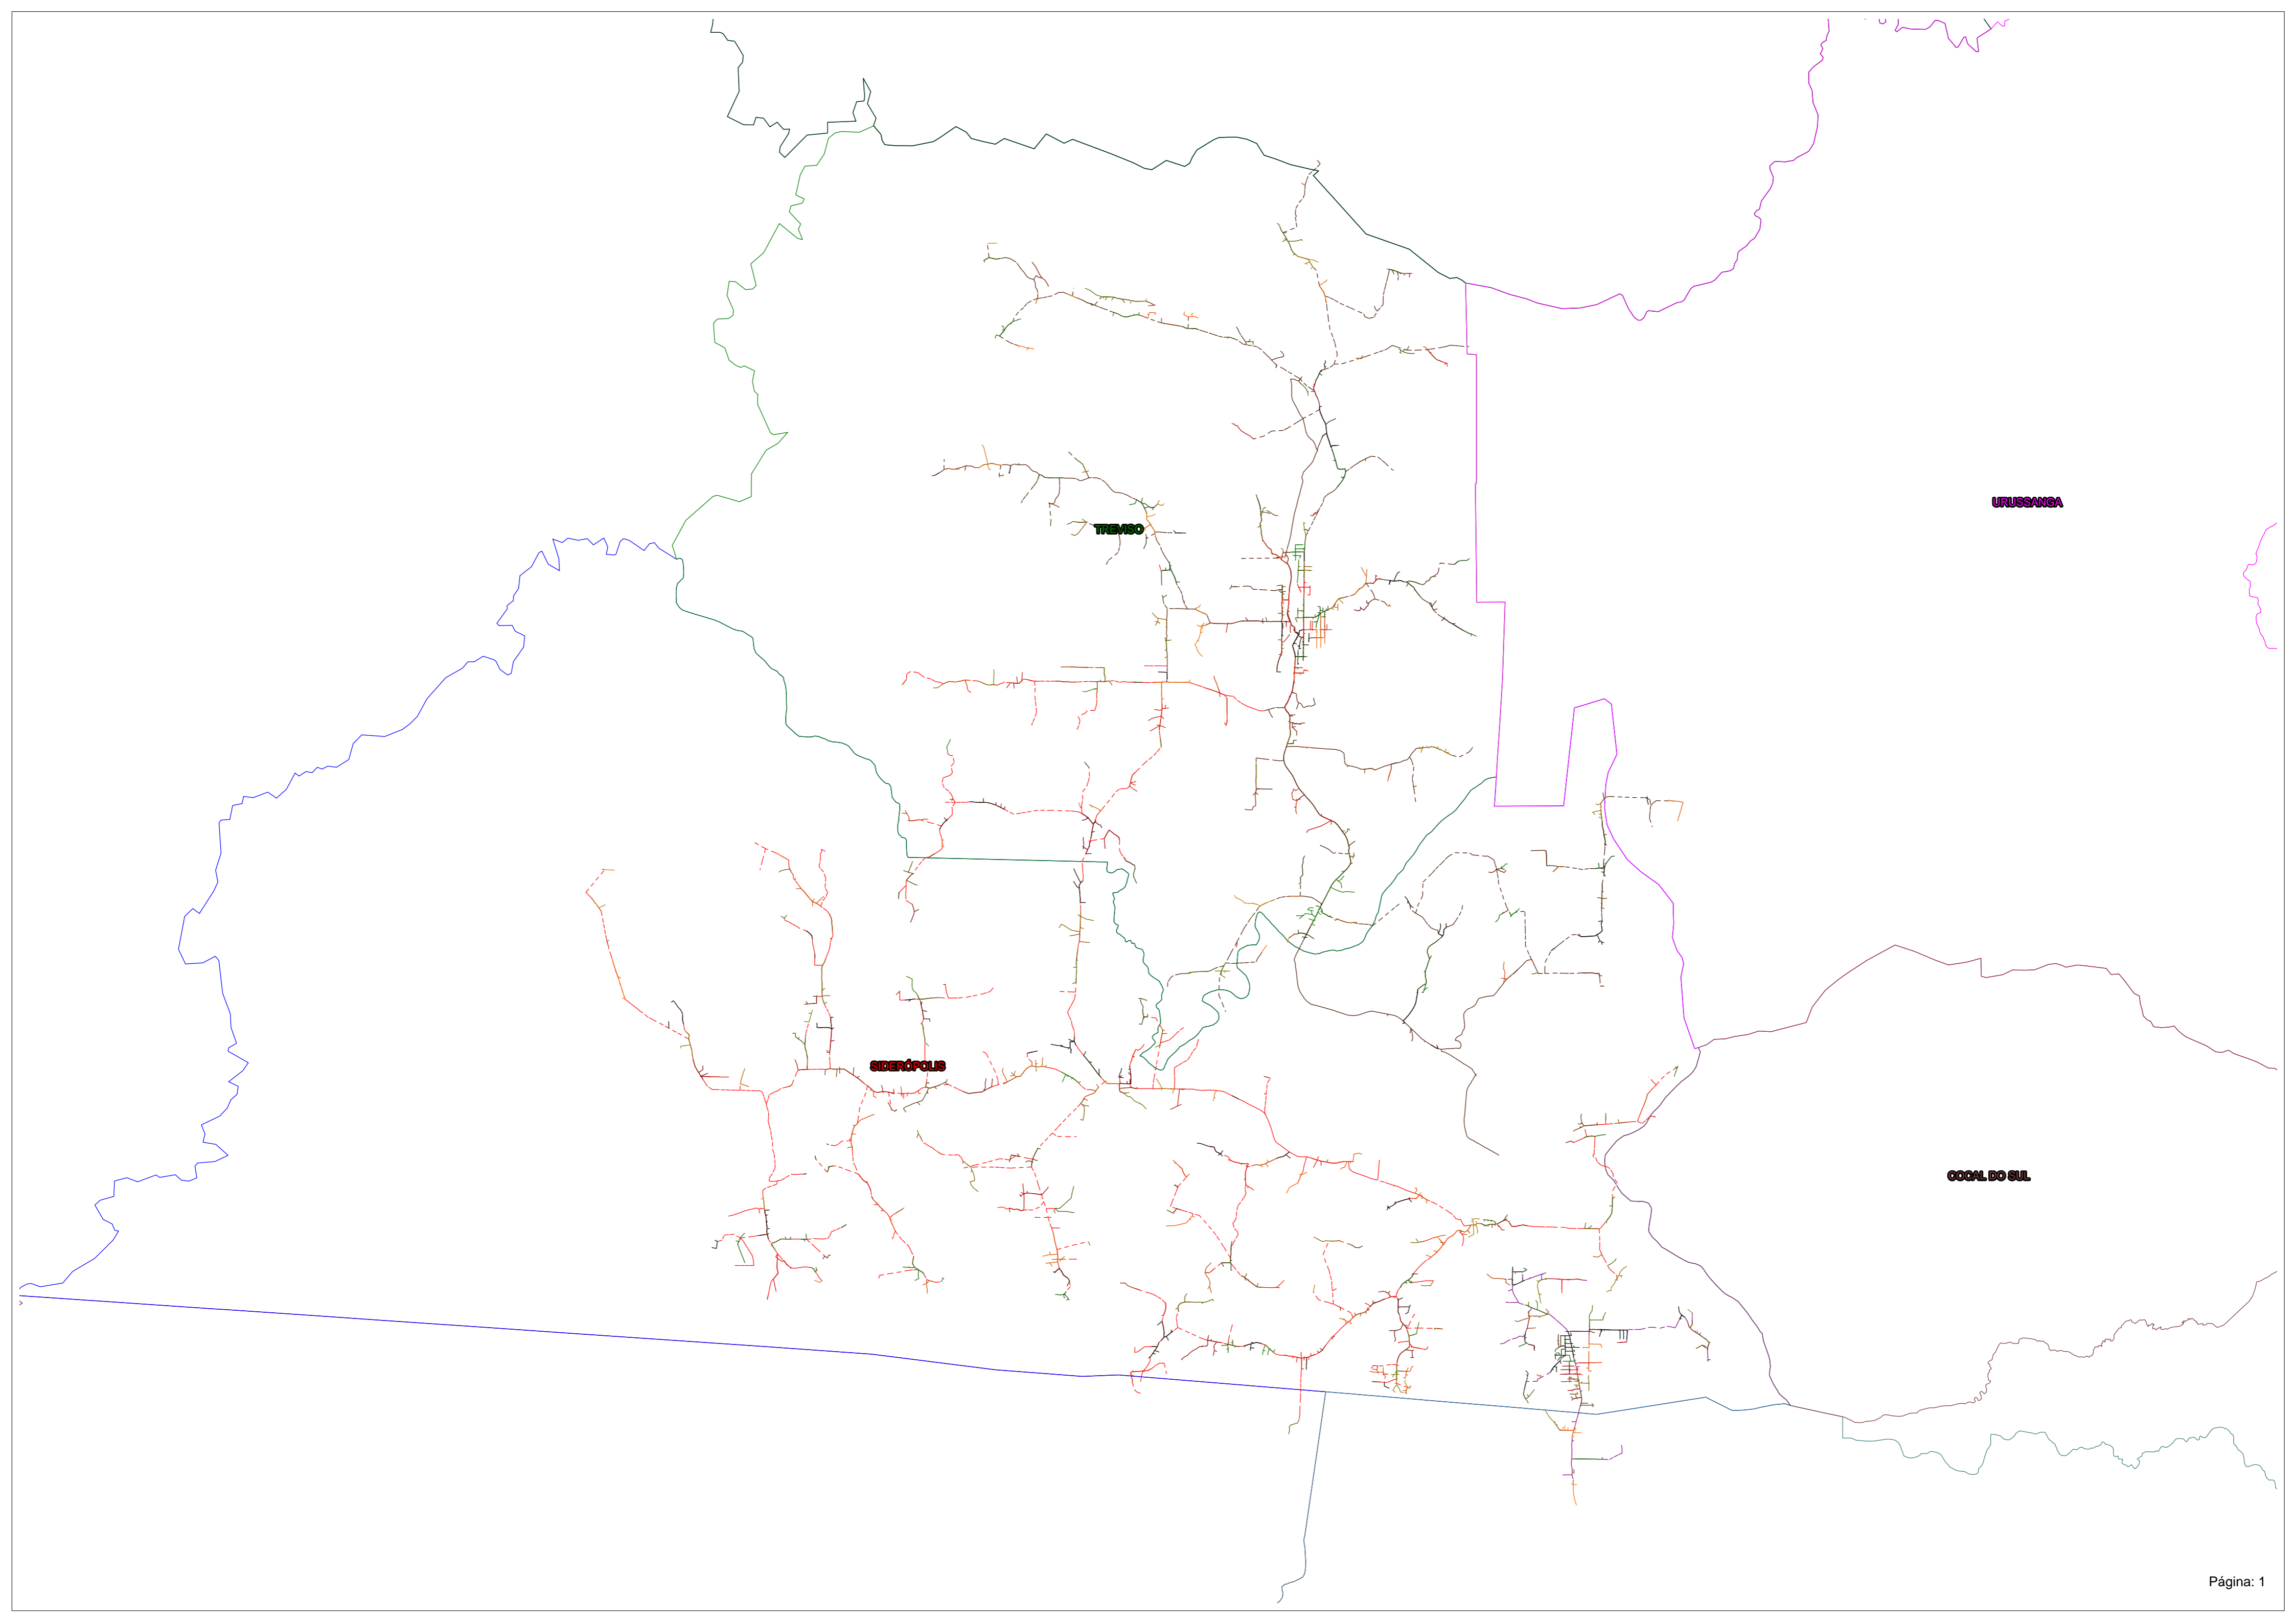 URUSSANGA
TREVISO
SIDERÓPOLIS
COCAL DO SUL
Página: 1